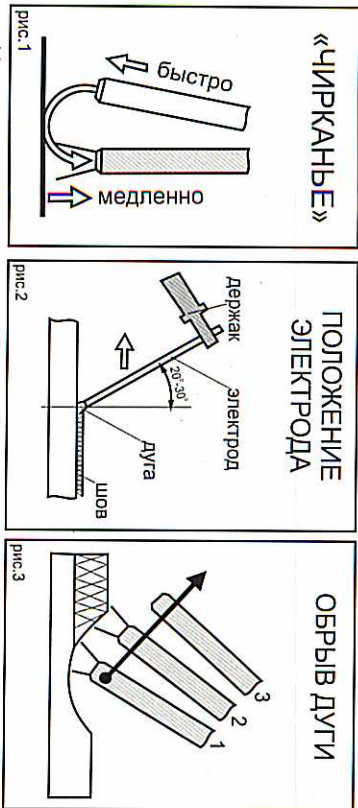 «ЧИРКАНЬЕ»
быстро
медленно
рис.1
ПОЛОЖЕНИЕ
ЭЛЕКТРОДА
держак
электрод
20°-30°
дуга
шов
рис.2
ОБРЫВ ДУГИ
3
2
1
рис.3